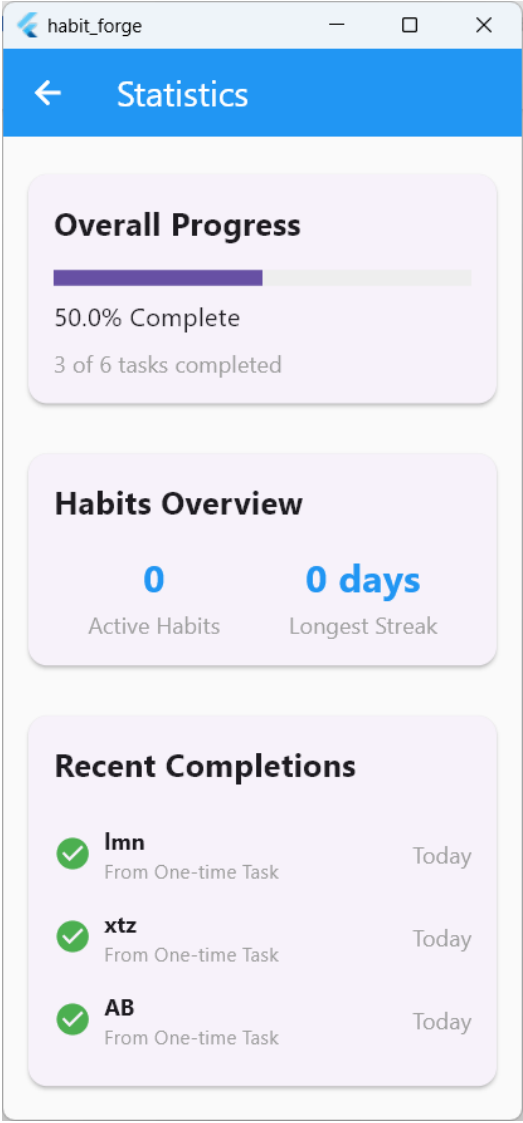 habit_forge
Statistics
Overall Progress
50.0% Complete
3 of 6 tasks completed
Habits Overview
0
0 days
Active Habits
Longest Streak
Recent Completions
lmn
From One-time Task
Today
xtz
From One-time Task
Today
AB
From One-time Task
Today